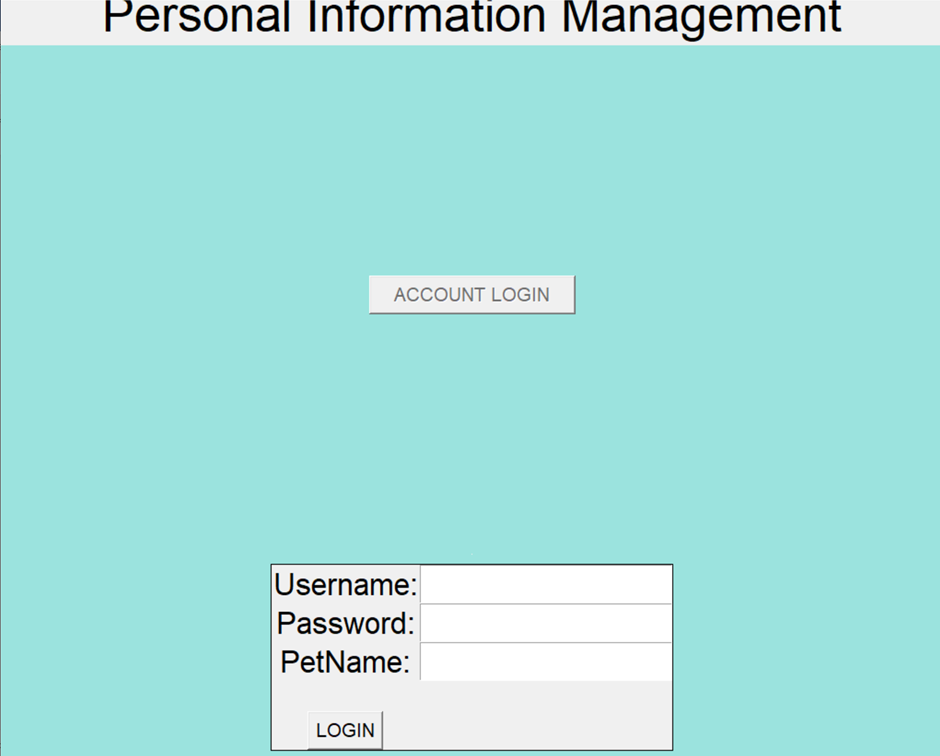 Personal Information Management
ACCOUNT LOGIN
Username:
Password:
PetName:
LOGIN